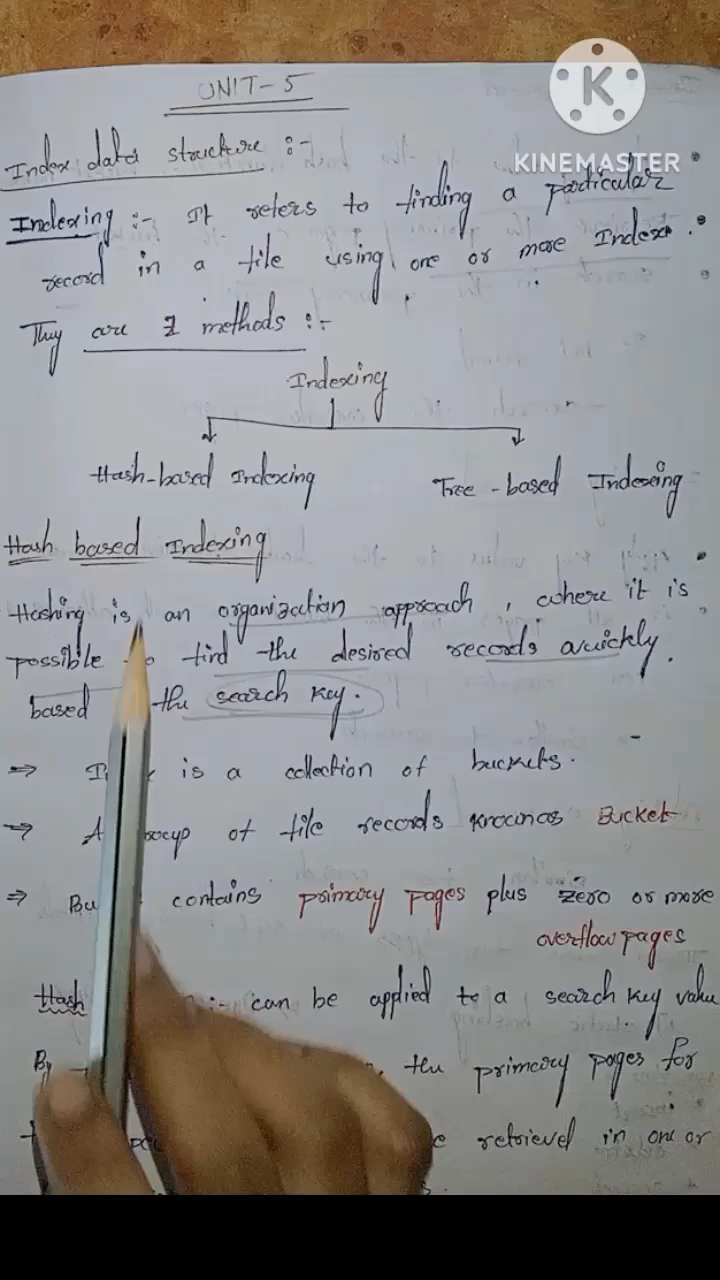 UNIT-5
KINEMASTER
Index data structure :-
Indexing :- It refers to finding a particular
record in a file using one or more Index.
They are 2 methods :-
Indexing
Hash-based Indexing Tree-based Indexing
Hash based Indexing
Hashing is an organization approach, where it is
possible to find the desired records quickly.
based the search key.
⇒ is a collection of buckets.
⇒ A of file records known as Bucket
⇒ contains primary pages plus zero or more
overflow pages
Hash :- can be applied to a search key value
By the primary pages for
retrieved in one or